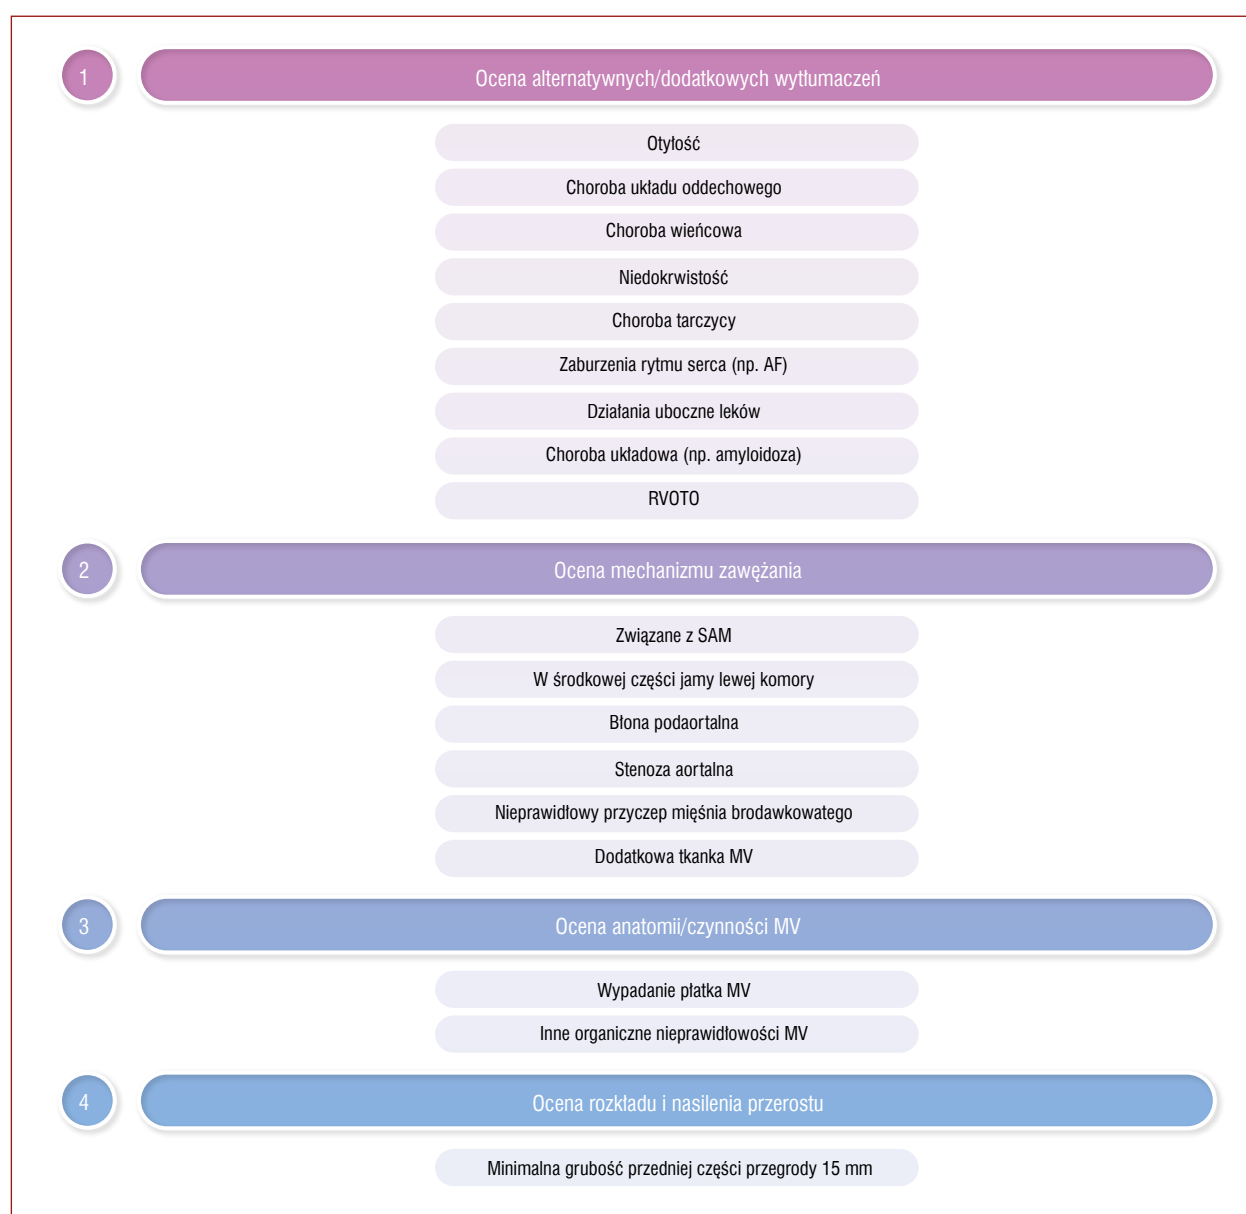 1
Ocena alternatywnych/dodatkowych wytłumaczeń
Otyłość
Choroba układu oddechowego
Choroba wieńcowa
Niedokrwistość
Choroba tarczycy
Zaburzenia rytmu serca (np. AF)
Działania uboczne leków
Choroba układowa (np. amyloidoza)
RVOTO
2
Ocena mechanizmu zawężania
Związane z SAM
W środkowej części jamy lewej komory
Błona podaortalna
Stenoza aortalna
Nieprawidłowy przyczep mięśnia brodawkowatego
Dodatkowa tkanka MV
3
Ocena anatomii/czynności MV
Wypadanie płatka MV
Inne organiczne nieprawidłowości MV
4
Ocena rozkładu i nasilenia przerostu
Minimalna grubość przedniej części przegrody 15 mm